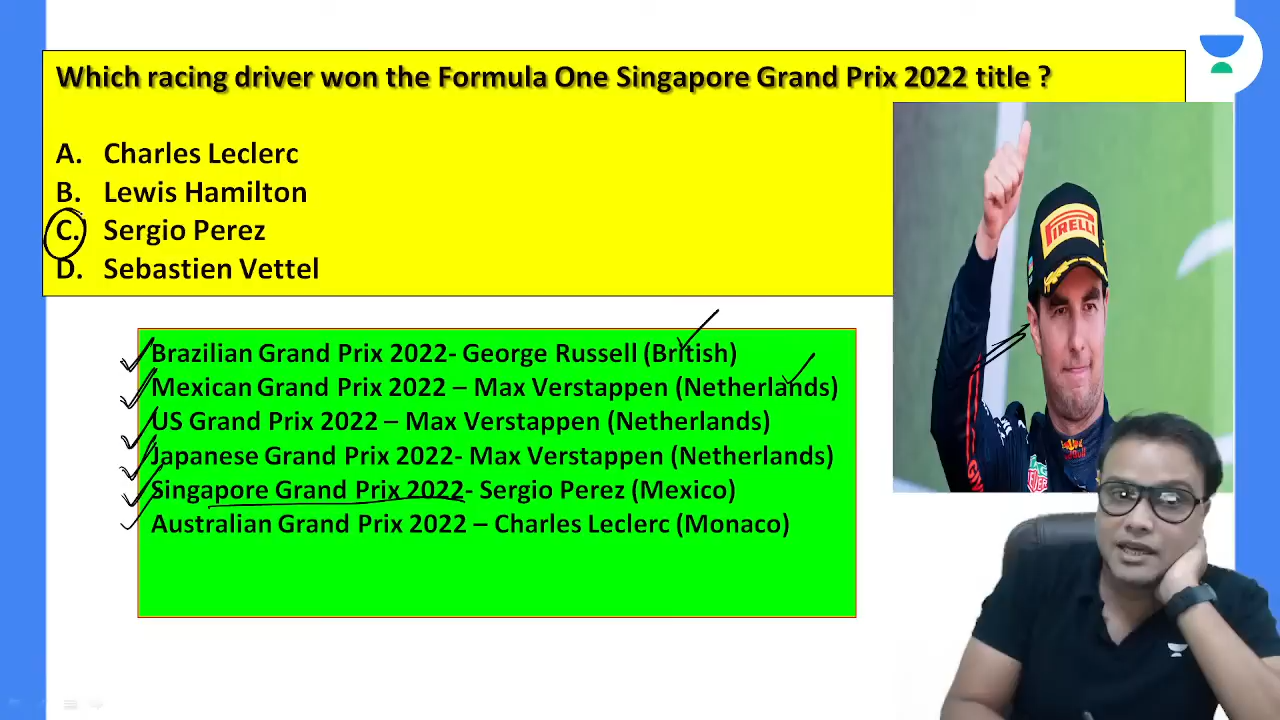 Which racing driver won the Formula One Singapore Grand Prix 2022 title ?
A. Charles Leclerc
B. Lewis Hamilton
C. Sergio Perez
D. Sebastien Vettel
PIRELLI
Brazilian Grand Prix 2022- George Russell (British)
Mexican Grand Prix 2022 – Max Verstappen (Netherlands)
US Grand Prix 2022 – Max Verstappen (Netherlands)
Japanese Grand Prix 2022- Max Verstappen (Netherlands)
Singapore Grand Prix 2022- Sergio Perez (Mexico)
Australian Grand Prix 2022 – Charles Leclerc (Monaco)